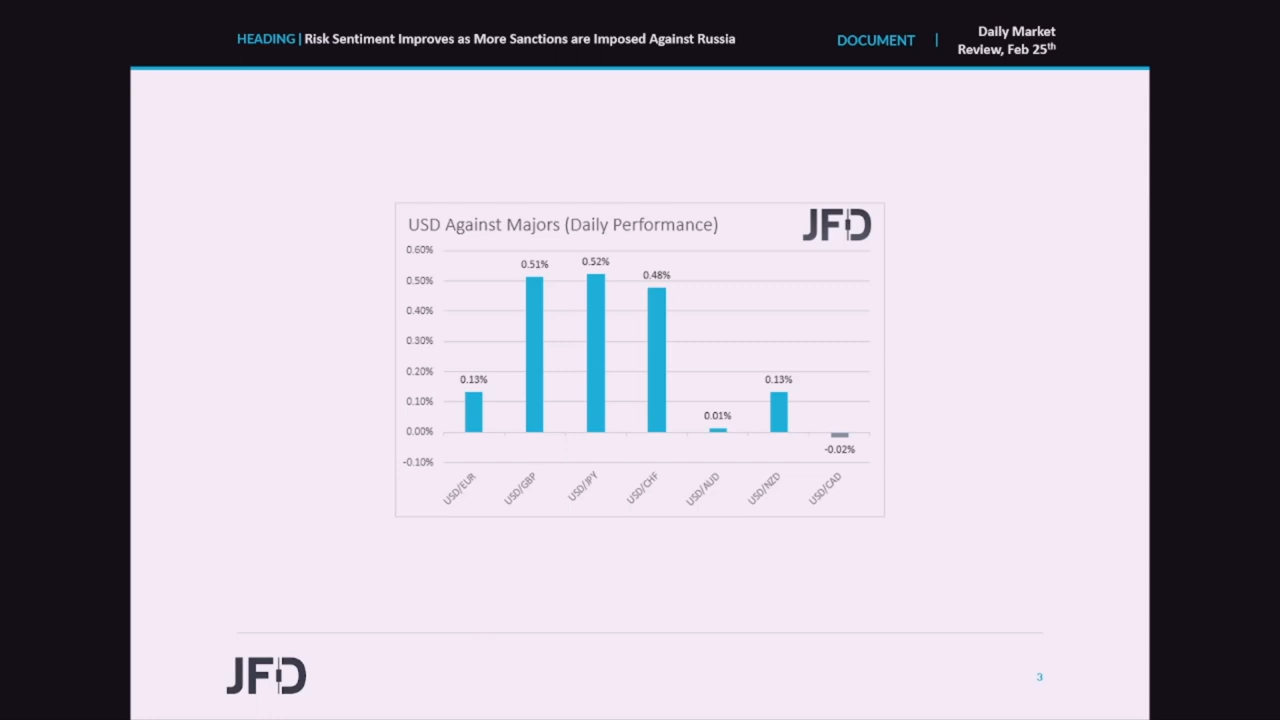 HEADING | Risk Sentiment Improves as More Sanctions are Imposed Against Russia
DOCUMENT | Daily Market
Review, Feb 25th
USD Against Majors (Daily Performance)
JFD
0.60%
0.50%
0.40%
0.30%
0.20%
0.10%
0.00%
-0.10%
0.13%
0.51%
0.52%
0.48%
0.01%
0.13%
-0.02%
USD/EUR
USD/GBP
USD/JPY
USD/CHF
USD/AUD
USD/NZD
USD/CAD
JFD
3